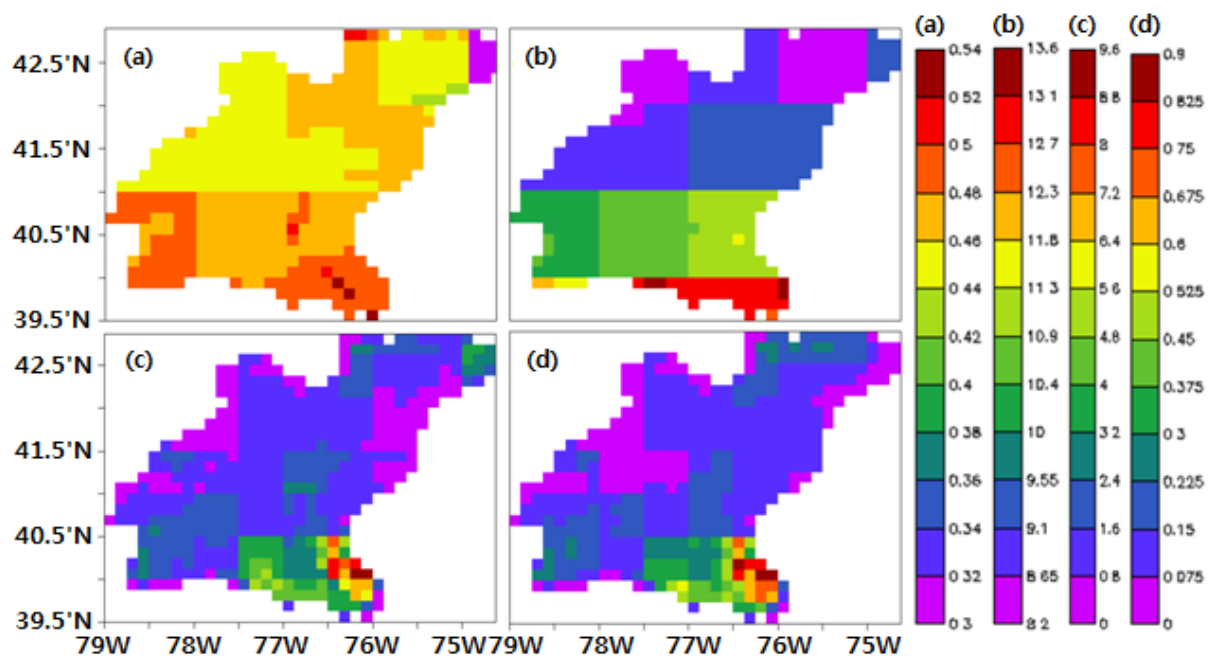 (a)
(b)
42.5'N
41.5'N
40.5'N
39.5'N
(c)
(d)
42.5'N
41.5'N
40.5'N
39.5'N
79W 78W 77W 76W 75W 79W 78W 77W 76W 75W
(a) (b) (c) (d)
0.54 13.6 9.6 0.9
0.52 13.1 8.8 0.825
0.5 12.7 8 0.75
0.48 12.3 7.2 0.675
0.46 11.8 6.4 0.6
0.44 11.3 5.6 0.525
0.42 10.9 4.8 0.45
0.4 10.4 4 0.375
0.38 10 3.2 0.3
0.36 9.55 2.4 0.225
0.34 9.1 1.6 0.15
0.32 8.65 0.8 0.075
0.3 8.2 0 0